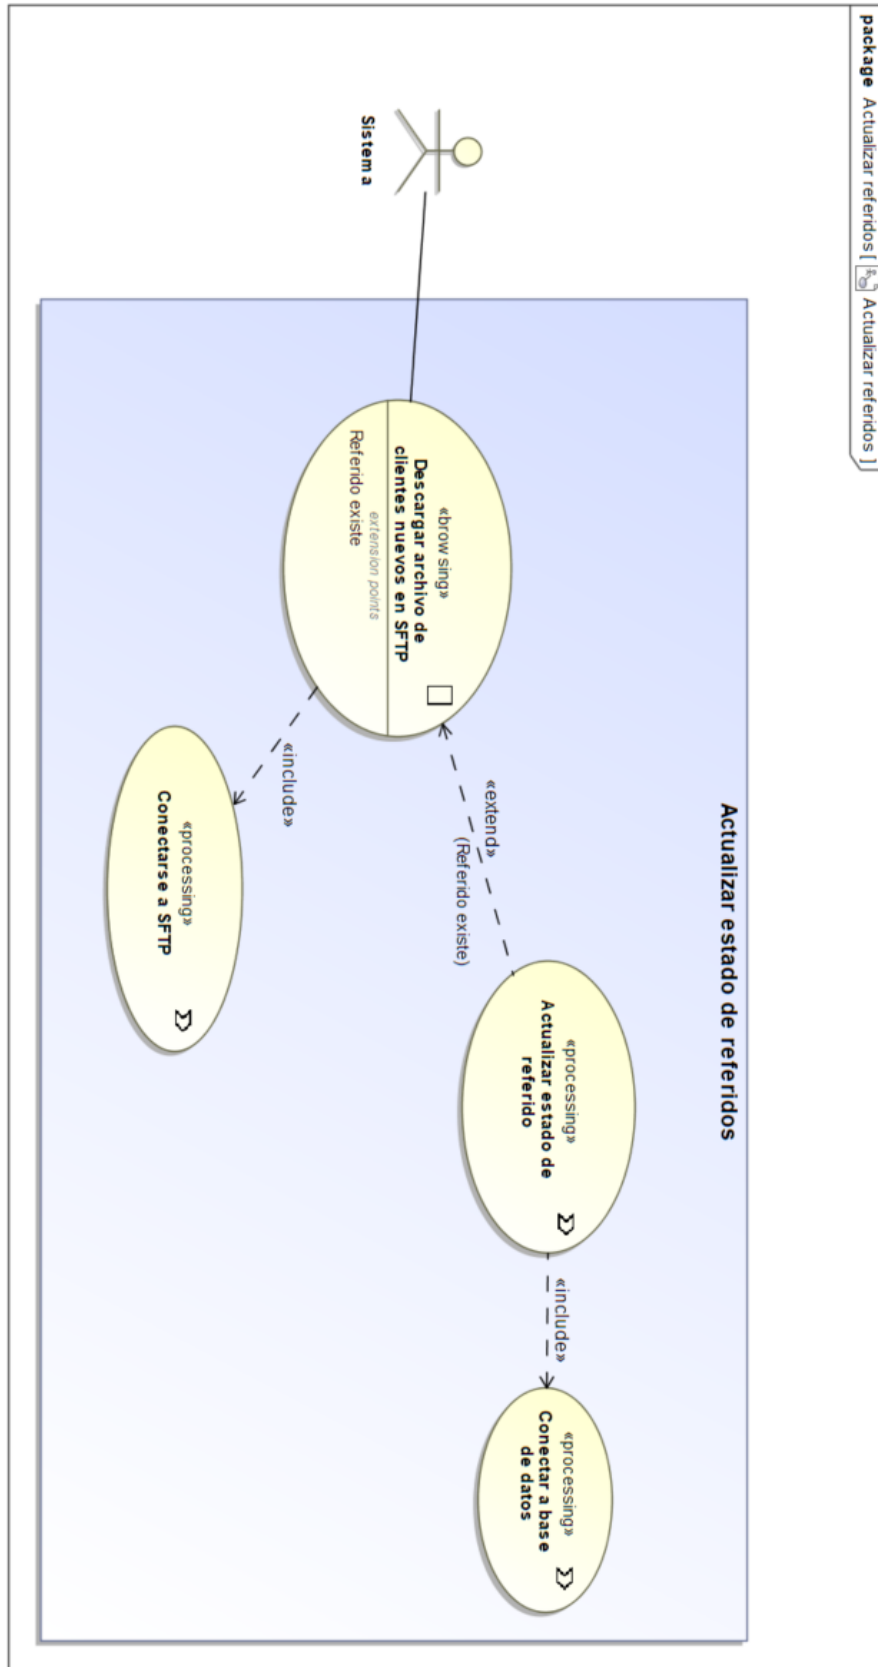 package Actualizar referidos [ Actualizar referidos ]
Actualizar estado de referidos
Sistema
«browsing»
Descargar archivo de
clientes nuevos en SFTP
extension points
Referido existe
«extend»
(Referido existe)
«processing»
Actualizar estado de
referido
«include»
«processing»
Conectar a base
de datos
«include»
«processing»
Conectarse a SFTP